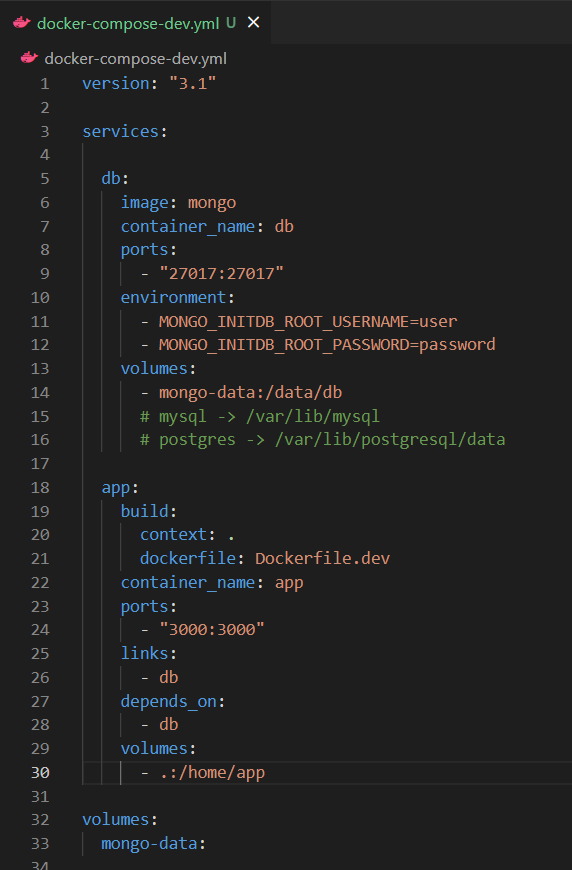 docker-compose-dev.yml U ×
docker-compose-dev.yml
1 version: "3.1"
2
3 services:
4
5   db:
6     image: mongo
7     container_name: db
8     ports:
9       - "27017:27017"
10     environment:
11       - MONGO_INITDB_ROOT_USERNAME=user
12       - MONGO_INITDB_ROOT_PASSWORD=password
13     volumes:
14       - mongo-data:/data/db
15       # mysql -> /var/lib/mysql
16       # postgres -> /var/lib/postgresql/data
17
18   app:
19     build:
20       context: .
21       dockerfile: Dockerfile.dev
22     container_name: app
23     ports:
24       - "3000:3000"
25     links:
26       - db
27     depends_on:
28       - db
29     volumes:
30       - .:/home/app
31
32 volumes:
33   mongo-data:
34